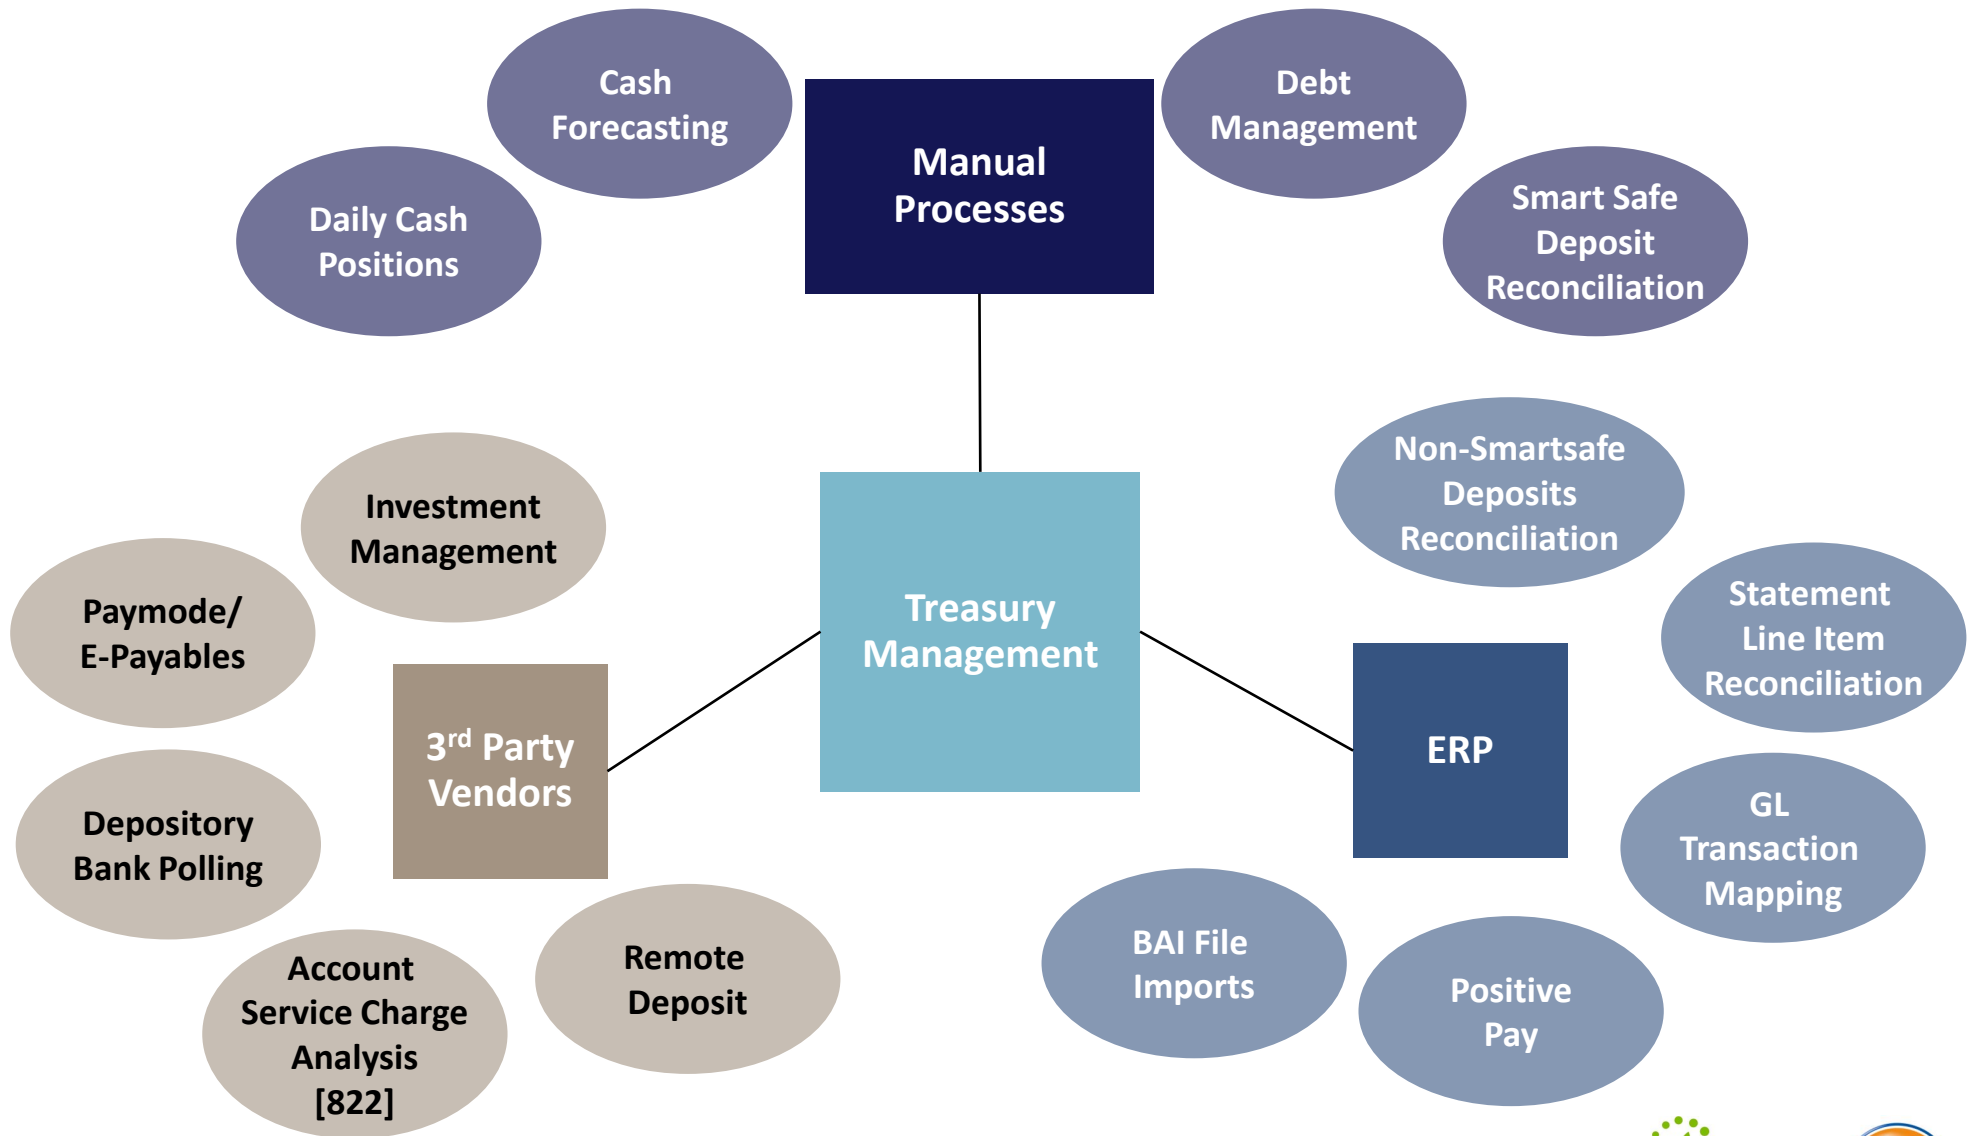 Cash
Forecasting
Debt
Management
Manual
Processes
Daily Cash
Positions
Smart Safe
Deposit
Reconciliation
Investment
Management
Non-Smartsafe
Deposits
Reconciliation
Paymode/
E-Payables
Treasury
Management
Statement
Line Item
Reconciliation
3rd Party
Vendors
ERP
Depository
Bank Polling
GL
Transaction
Mapping
Account
Service Charge
Analysis
[822]
Remote
Deposit
BAI File
Imports
Positive
Pay